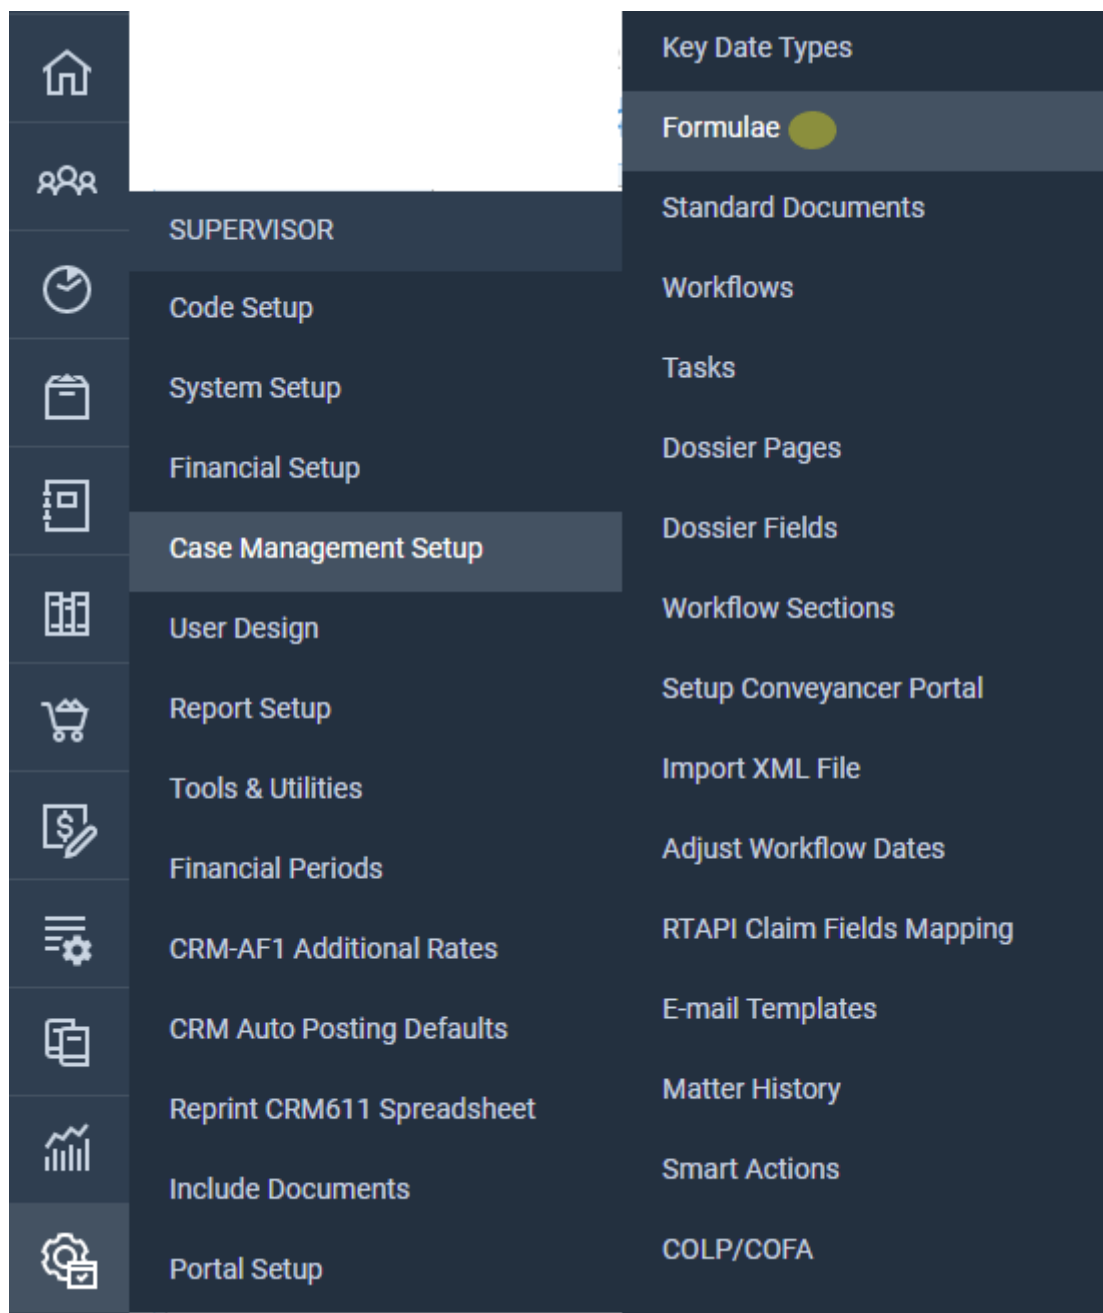 SUPERVISOR
Code Setup
System Setup
Financial Setup
Case Management Setup
User Design
Report Setup
Tools & Utilities
Financial Periods
CRM-AF1 Additional Rates
CRM Auto Posting Defaults
Reprint CRM611 Spreadsheet
Include Documents
Portal Setup
Key Date Types
Formulae
Standard Documents
Workflows
Tasks
Dossier Pages
Dossier Fields
Workflow Sections
Setup Conveyancer Portal
Import XML File
Adjust Workflow Dates
RTAPI Claim Fields Mapping
E-mail Templates
Matter History
Smart Actions
COLP/COFA